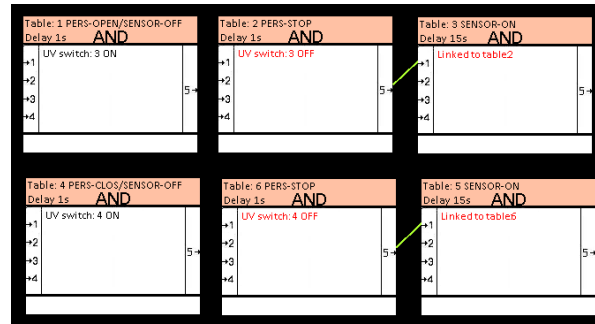 Table: 1 PERS-OPEN/SENSOR-OFF
Delay 1s AND
UV switch: 3 ON
→1
→2
→3
→4
5→
Table: 2 PERS-STOP
Delay 1s AND
UV switch: 3 OFF
→1
→2
→3
→4
5→
Table: 3 SENSOR-ON
Delay 15s AND
Linked to table2
→1
→2
→3
→4
5→
Table: 4 PERS-CLOS/SENSOR-OFF
Delay 1s AND
UV switch: 4 ON
→1
→2
→3
→4
5→
Table: 6 PERS-STOP
Delay 1s AND
UV switch: 4 OFF
→1
→2
→3
→4
5→
Table: 5 SENSOR-ON
Delay 15s AND
Linked to table6
→1
→2
→3
→4
5→